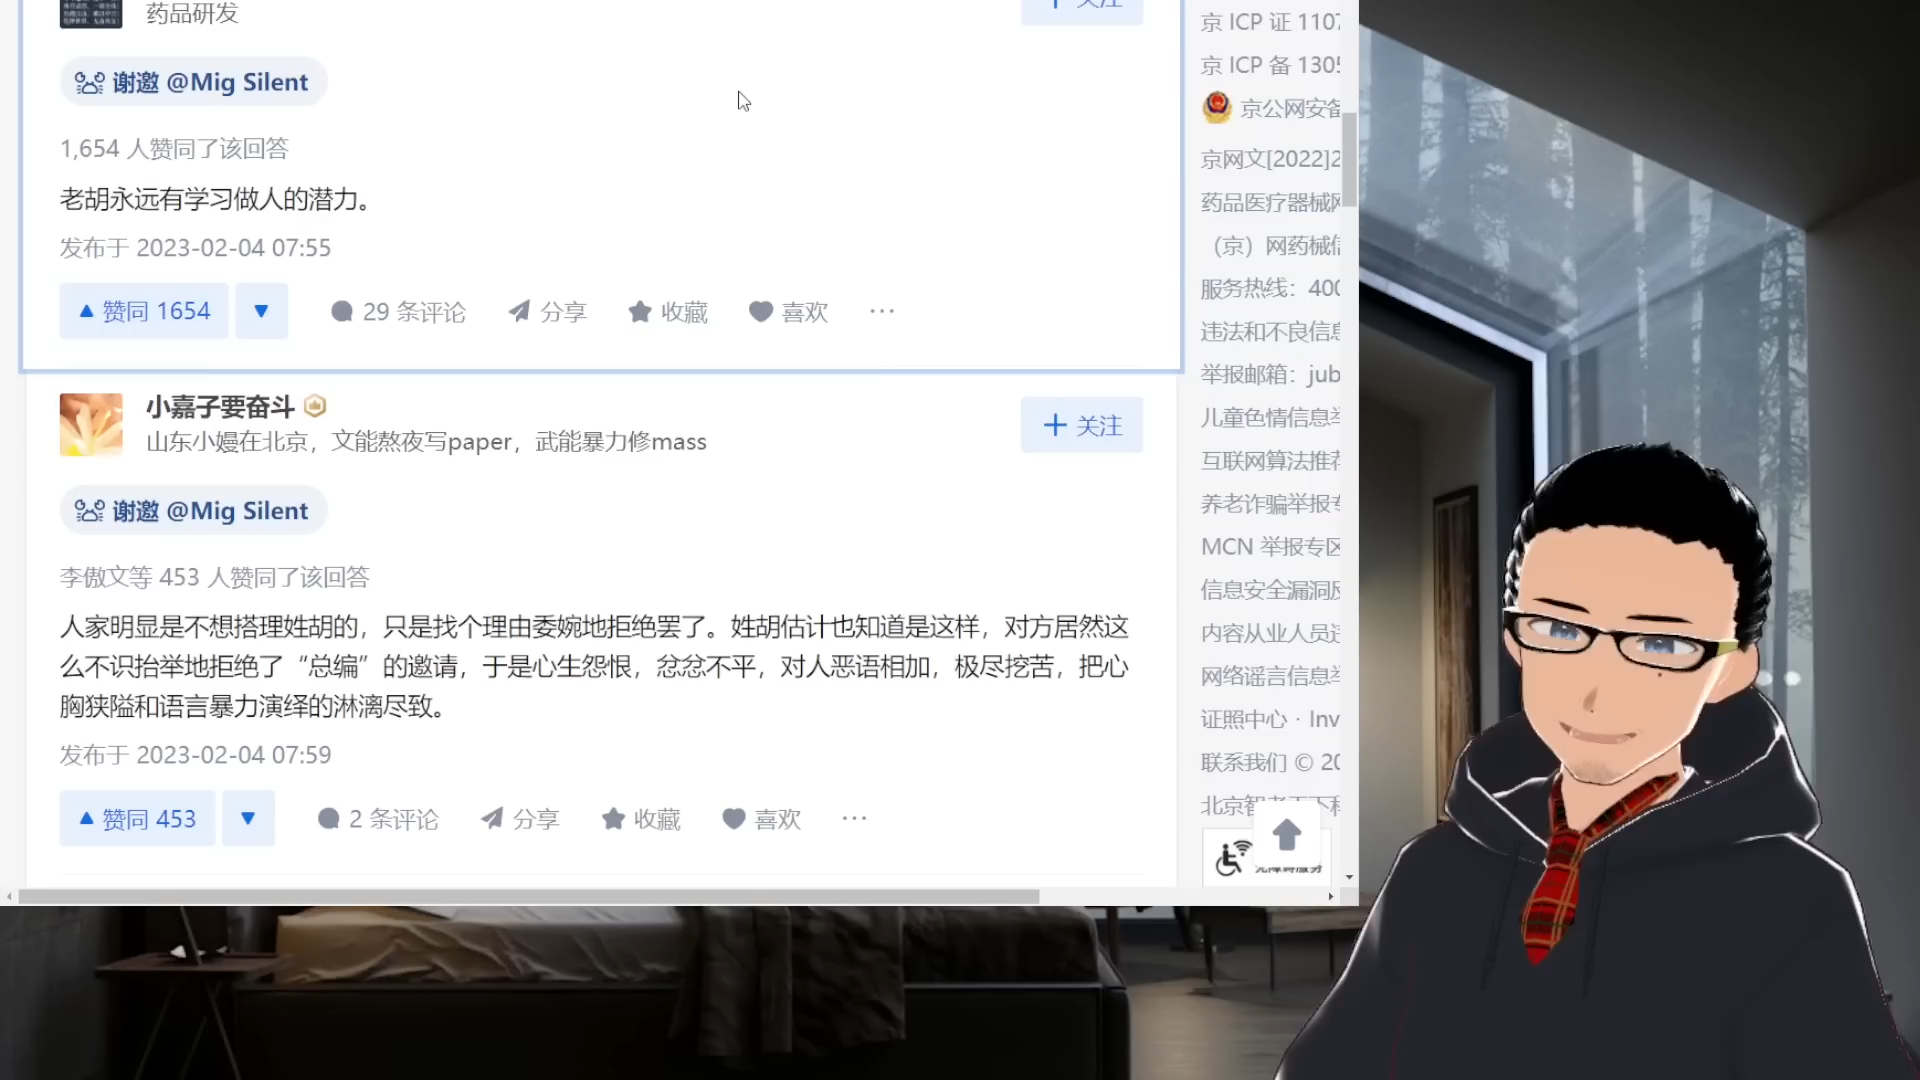 药品研发
谢邀 @Mig Silent
1,654 人赞同了该回答
老胡永远有学习做人的潜力。
发布于 2023-02-04 07:55
赞同 1654
29 条评论
分享
收藏
喜欢
小嘉子要奋斗
山东小嫚在北京，文能熬夜写paper，武能暴力修mass
+ 关注
谢邀 @Mig Silent
李傲文等 453 人赞同了该回答
人家明显是不想搭理姓胡的，只是找个理由委婉地拒绝罢了。姓胡估计也知道是这样，对方居然这
么不识抬举地拒绝了“总编”的邀请，于是心生怨恨，忿忿不平，对人恶语相加，极尽挖苦，把心
胸狭隘和语言暴力演绎的淋漓尽致。
发布于 2023-02-04 07:59
赞同 453
2 条评论
分享
收藏
喜欢
京 ICP 证 1107
京 ICP 备 1305
京公网安备
京网文[2022]2
药品医疗器械网
（京）网药械信
服务热线：400
违法和不良信息
举报邮箱：jub
儿童色情信息举
互联网算法推荐
养老诈骗举报专
MCN 举报专区
信息安全漏洞反
内容从业人员违
网络谣言信息举
证照中心 · Inv
联系我们 © 20